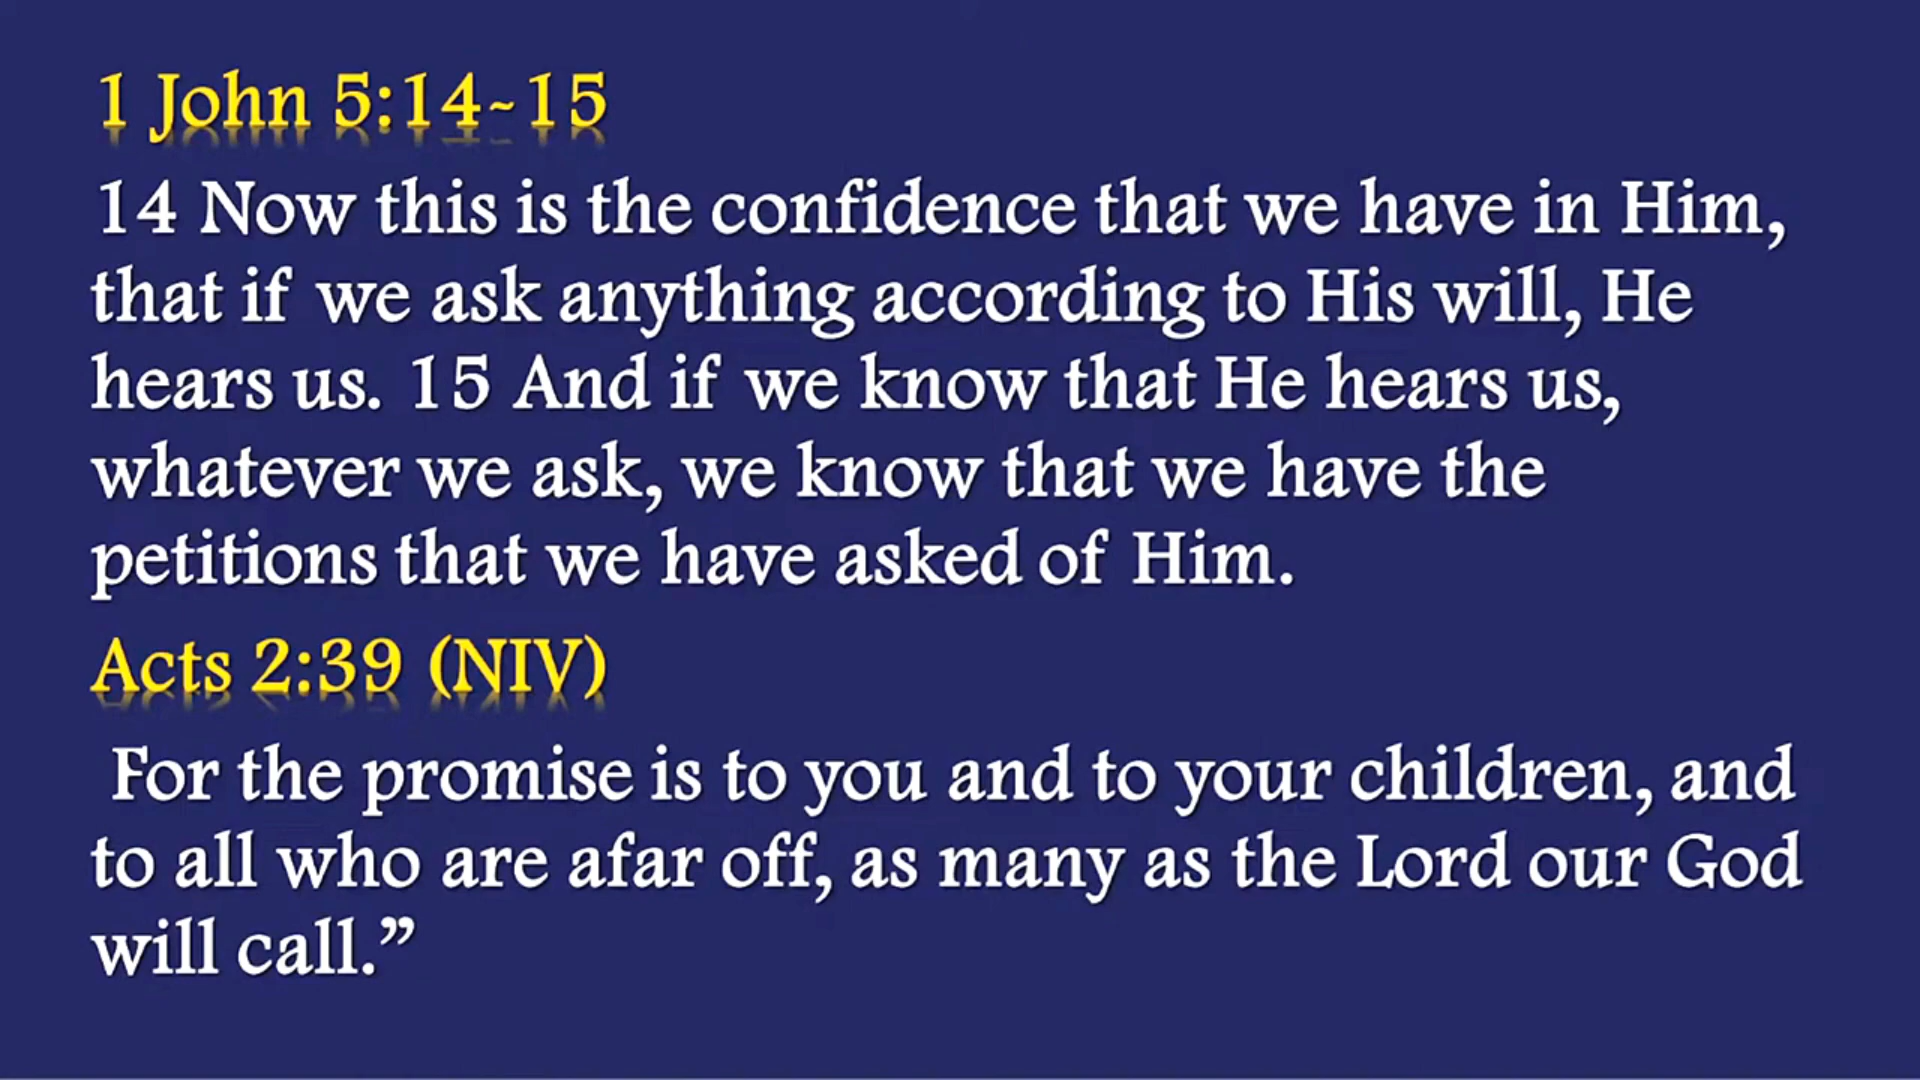 1 John 5:14~15
14 Now this is the confidence that we have in Him,
that if we ask anything according to His will, He
hears us. 15 And if we know that He hears us,
whatever we ask, we know that we have the
petitions that we have asked of Him.
Acts 2:39 (NIV)
For the promise is to you and to your children, and
to all who are afar off, as many as the Lord our God
will call.”